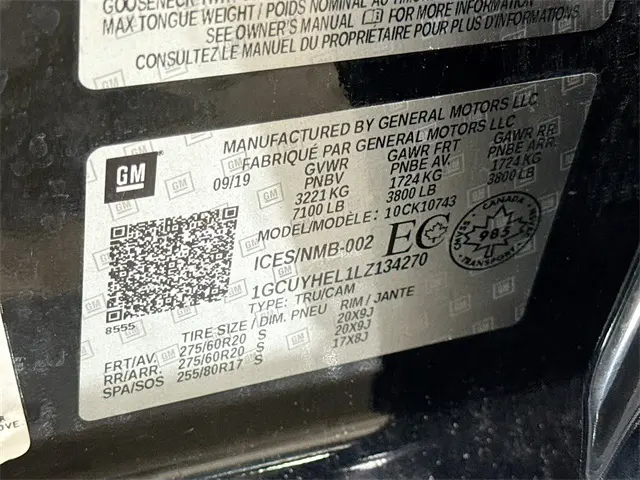 MAX TONGUE WEIGHT / POIDS NOMINAL AU TIMON
SEE OWNER'S MANUAL FOR MORE INFORMATION
CONSULTEZ LE MANUEL DU PROPRIETAIRE POUR PLUS D'INFORMATIONS
GM
MANUFACTURED BY GENERAL MOTORS LLC
FABRIQUÉ PAR GENERAL MOTORS LLC
09/19 GVWR GAWR FRT GAWR RR
PNBV PNBE AV. PNBE ARR.
3221 KG 1724 KG 1724 KG
7100 LB 3800 LB 3800 LB
MODEL/MODÈLE: 10CK10743
ICES/NMB-002 EC
CANADA
985
1GCUYHEL1LZ134270
TYPE: TRU/CAM
8555
TIRE SIZE / DIM. PNEU RIM / JANTE
FRT/AV. 275/60R20 S 20X9J
RR/ARR. 275/60R20 S 20X9J
SPA/SOS 255/80R17 S 17X8J